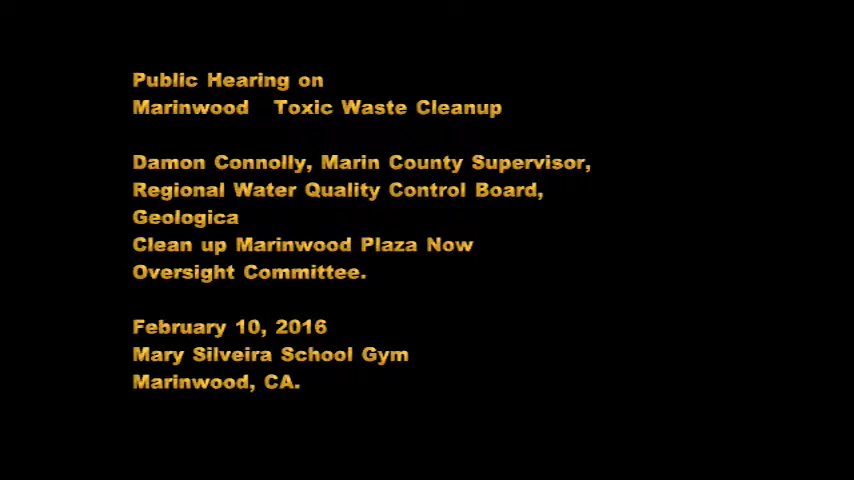 Public Hearing on
Marinwood Toxic Waste Cleanup
Damon Connolly, Marin County Supervisor,
Regional Water Quality Control Board,
Geologica
Clean up Marinwood Plaza Now
Oversight Committee.
February 10, 2016
Mary Silveira School Gym
Marinwood, CA.